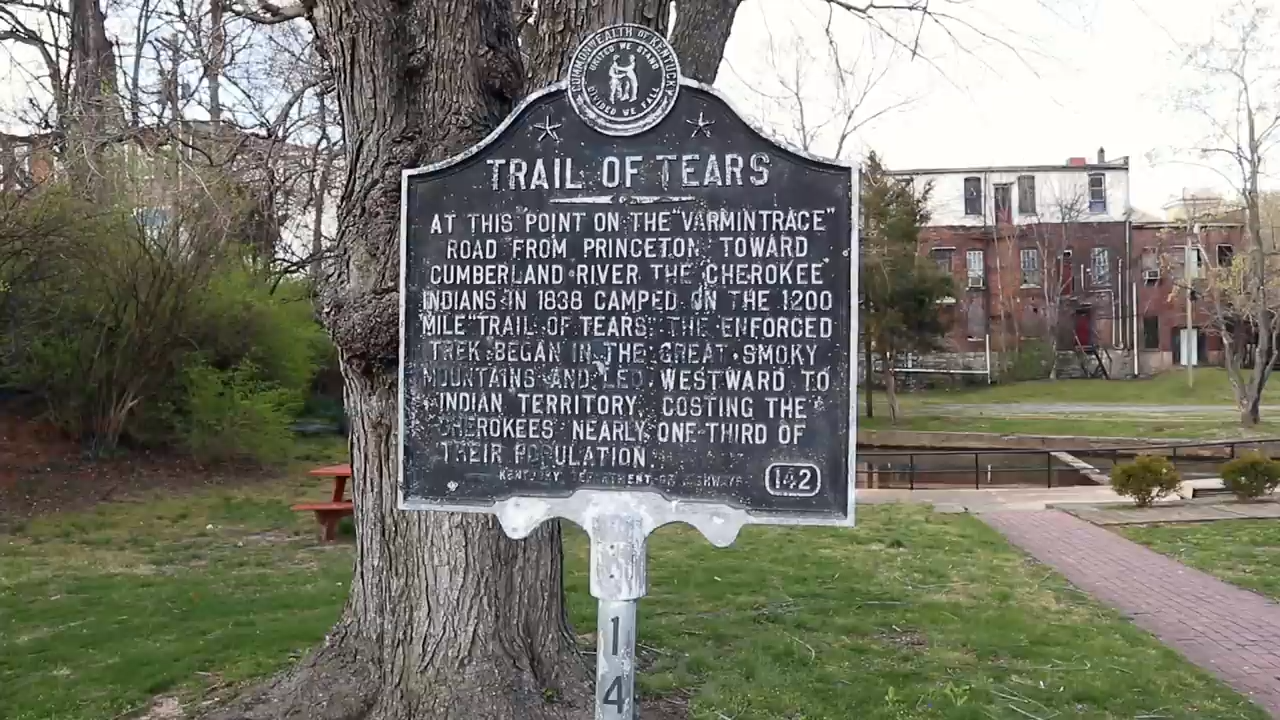 COMMONWEALTH OF KENTUCKY
UNITED WE STAND
DIVIDED WE FALL
TRAIL OF TEARS
AT THIS POINT ON THE "VARMINTRACE"
ROAD FROM PRINCETON TOWARD
CUMBERLAND RIVER THE CHEROKEE
INDIANS IN 1838 CAMPED ON THE 1200
MILE "TRAIL OF TEARS". THE ENFORCED
TREK BEGAN IN THE GREAT SMOKY
MOUNTAINS AND LED WESTWARD TO
INDIAN TERRITORY, COSTING THE
CHEROKEES NEARLY ONE-THIRD OF
THEIR POPULATION.
KENTUCKY DEPARTMENT OF HIGHWAYS
142
1
4